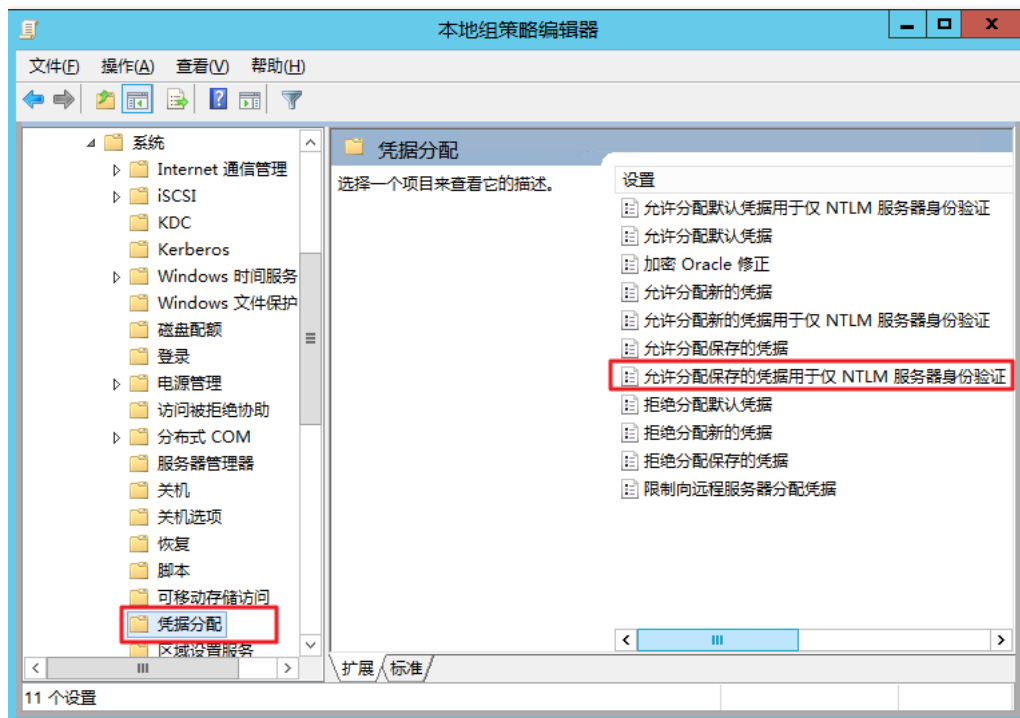 本地组策略编辑器
文件(F) 操作(A) 查看(V) 帮助(H)
系统
Internet 通信管理
iSCSI
KDC
Kerberos
Windows 时间服务
Windows 文件保护
磁盘配额
登录
电源管理
访问被拒绝协助
分布式 COM
服务器管理器
关机
关机选项
恢复
脚本
可移动存储访问
凭据分配
区域设置服务
凭据分配
选择一个项目来查看它的描述。
设置
允许分配默认凭据用于仅 NTLM 服务器身份验证
允许分配默认凭据
加密 Oracle 修正
允许分配新的凭据
允许分配新的凭据用于仅 NTLM 服务器身份验证
允许分配保存的凭据
允许分配保存的凭据用于仅 NTLM 服务器身份验证
拒绝分配默认凭据
拒绝分配新的凭据
拒绝分配保存的凭据
限制向远程服务器分配凭据
扩展 标准
11 个设置